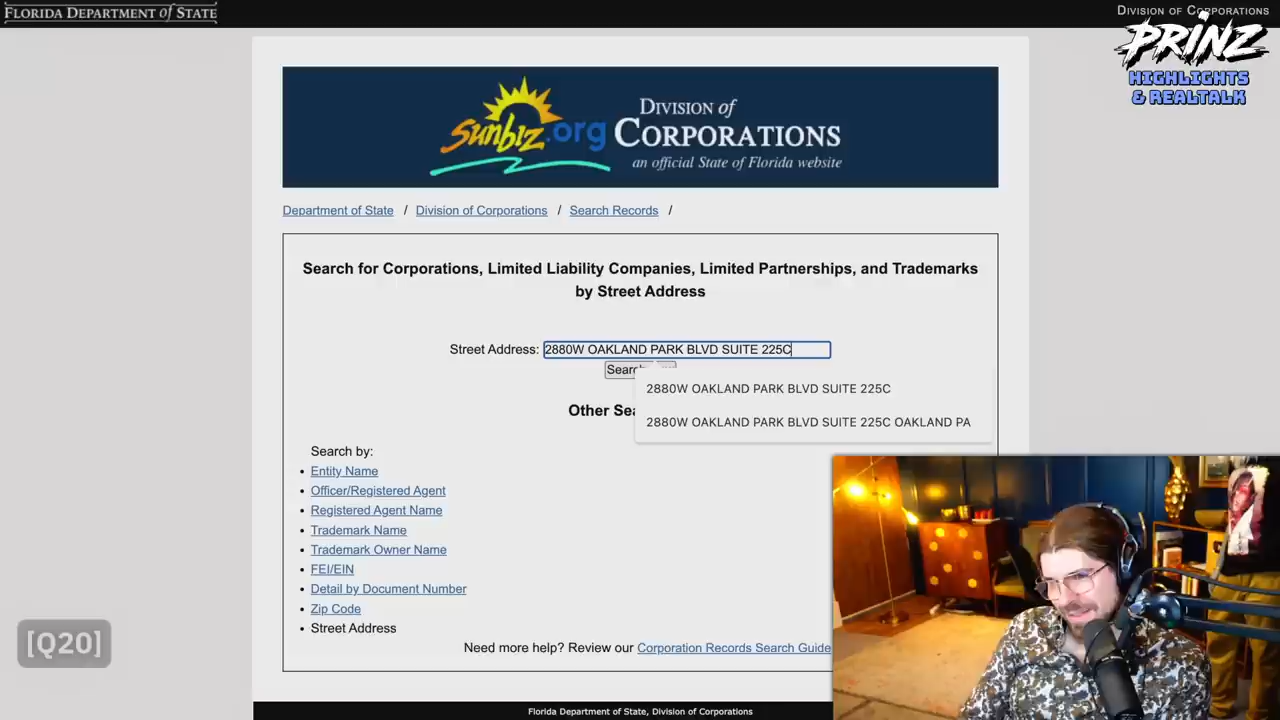 FLORIDA DEPARTMENT of STATE
DIVISION OF CORPORATIONS
PRINZ
HIGHLIGHTS
& REALTALK
DIVISION of
sunbiz.org CORPORATIONS
an official State of Florida website
Department of State / Division of Corporations / Search Records /
Search for Corporations, Limited Liability Companies, Limited Partnerships, and Trademarks
by Street Address
Street Address: 2880W OAKLAND PARK BLVD SUITE 225C
2880W OAKLAND PARK BLVD SUITE 225C
Other
2880W OAKLAND PARK BLVD SUITE 225C OAKLAND PA
Search by:
• Entity Name
• Officer/Registered Agent
• Registered Agent Name
• Trademark Name
• Trademark Owner Name
• FEI/EIN
• Detail by Document Number
• Zip Code
• Street Address
[Q20]
Need more help? Review our Corporation Records Search Guide
Florida Department of State, Division of Corporations